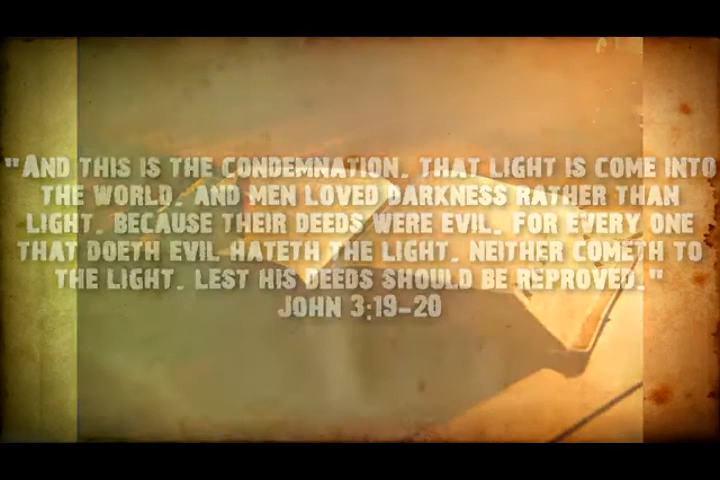 "And this is the condemnation, that light is come into
the world, and men loved darkness rather than
light, because their deeds were evil. For every one
that doeth evil hateth the light, neither cometh to
the light, lest his deeds should be reproved."
John 3:19-20